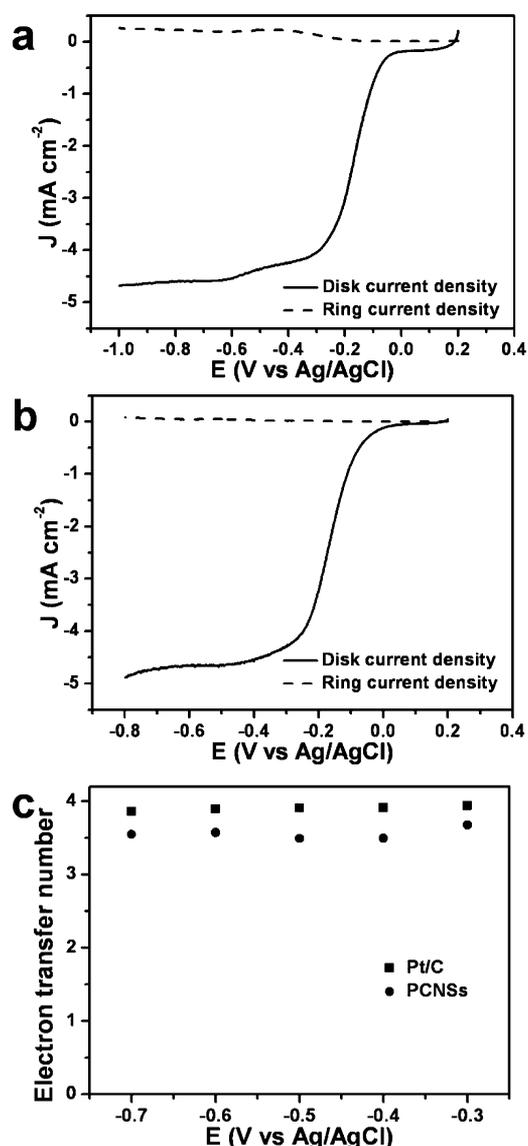 a
0
-1
-2
-3
-4
-5
J (mA cm-2)
Disk current density
Ring current density
-1.0 -0.8 -0.6 -0.4 -0.2 0.0 0.2 0.4
E (V vs Ag/AgCl)
b
0
-1
-2
-3
-4
-5
J (mA cm-2)
Disk current density
Ring current density
-0.8 -0.6 -0.4 -0.2 0.0 0.2 0.4
E (V vs Ag/AgCl)
c
4
3
2
1
0
Electron transfer number
Pt/C
PCNSs
-0.7 -0.6 -0.5 -0.4 -0.3
E (V vs Ag/AgCl)